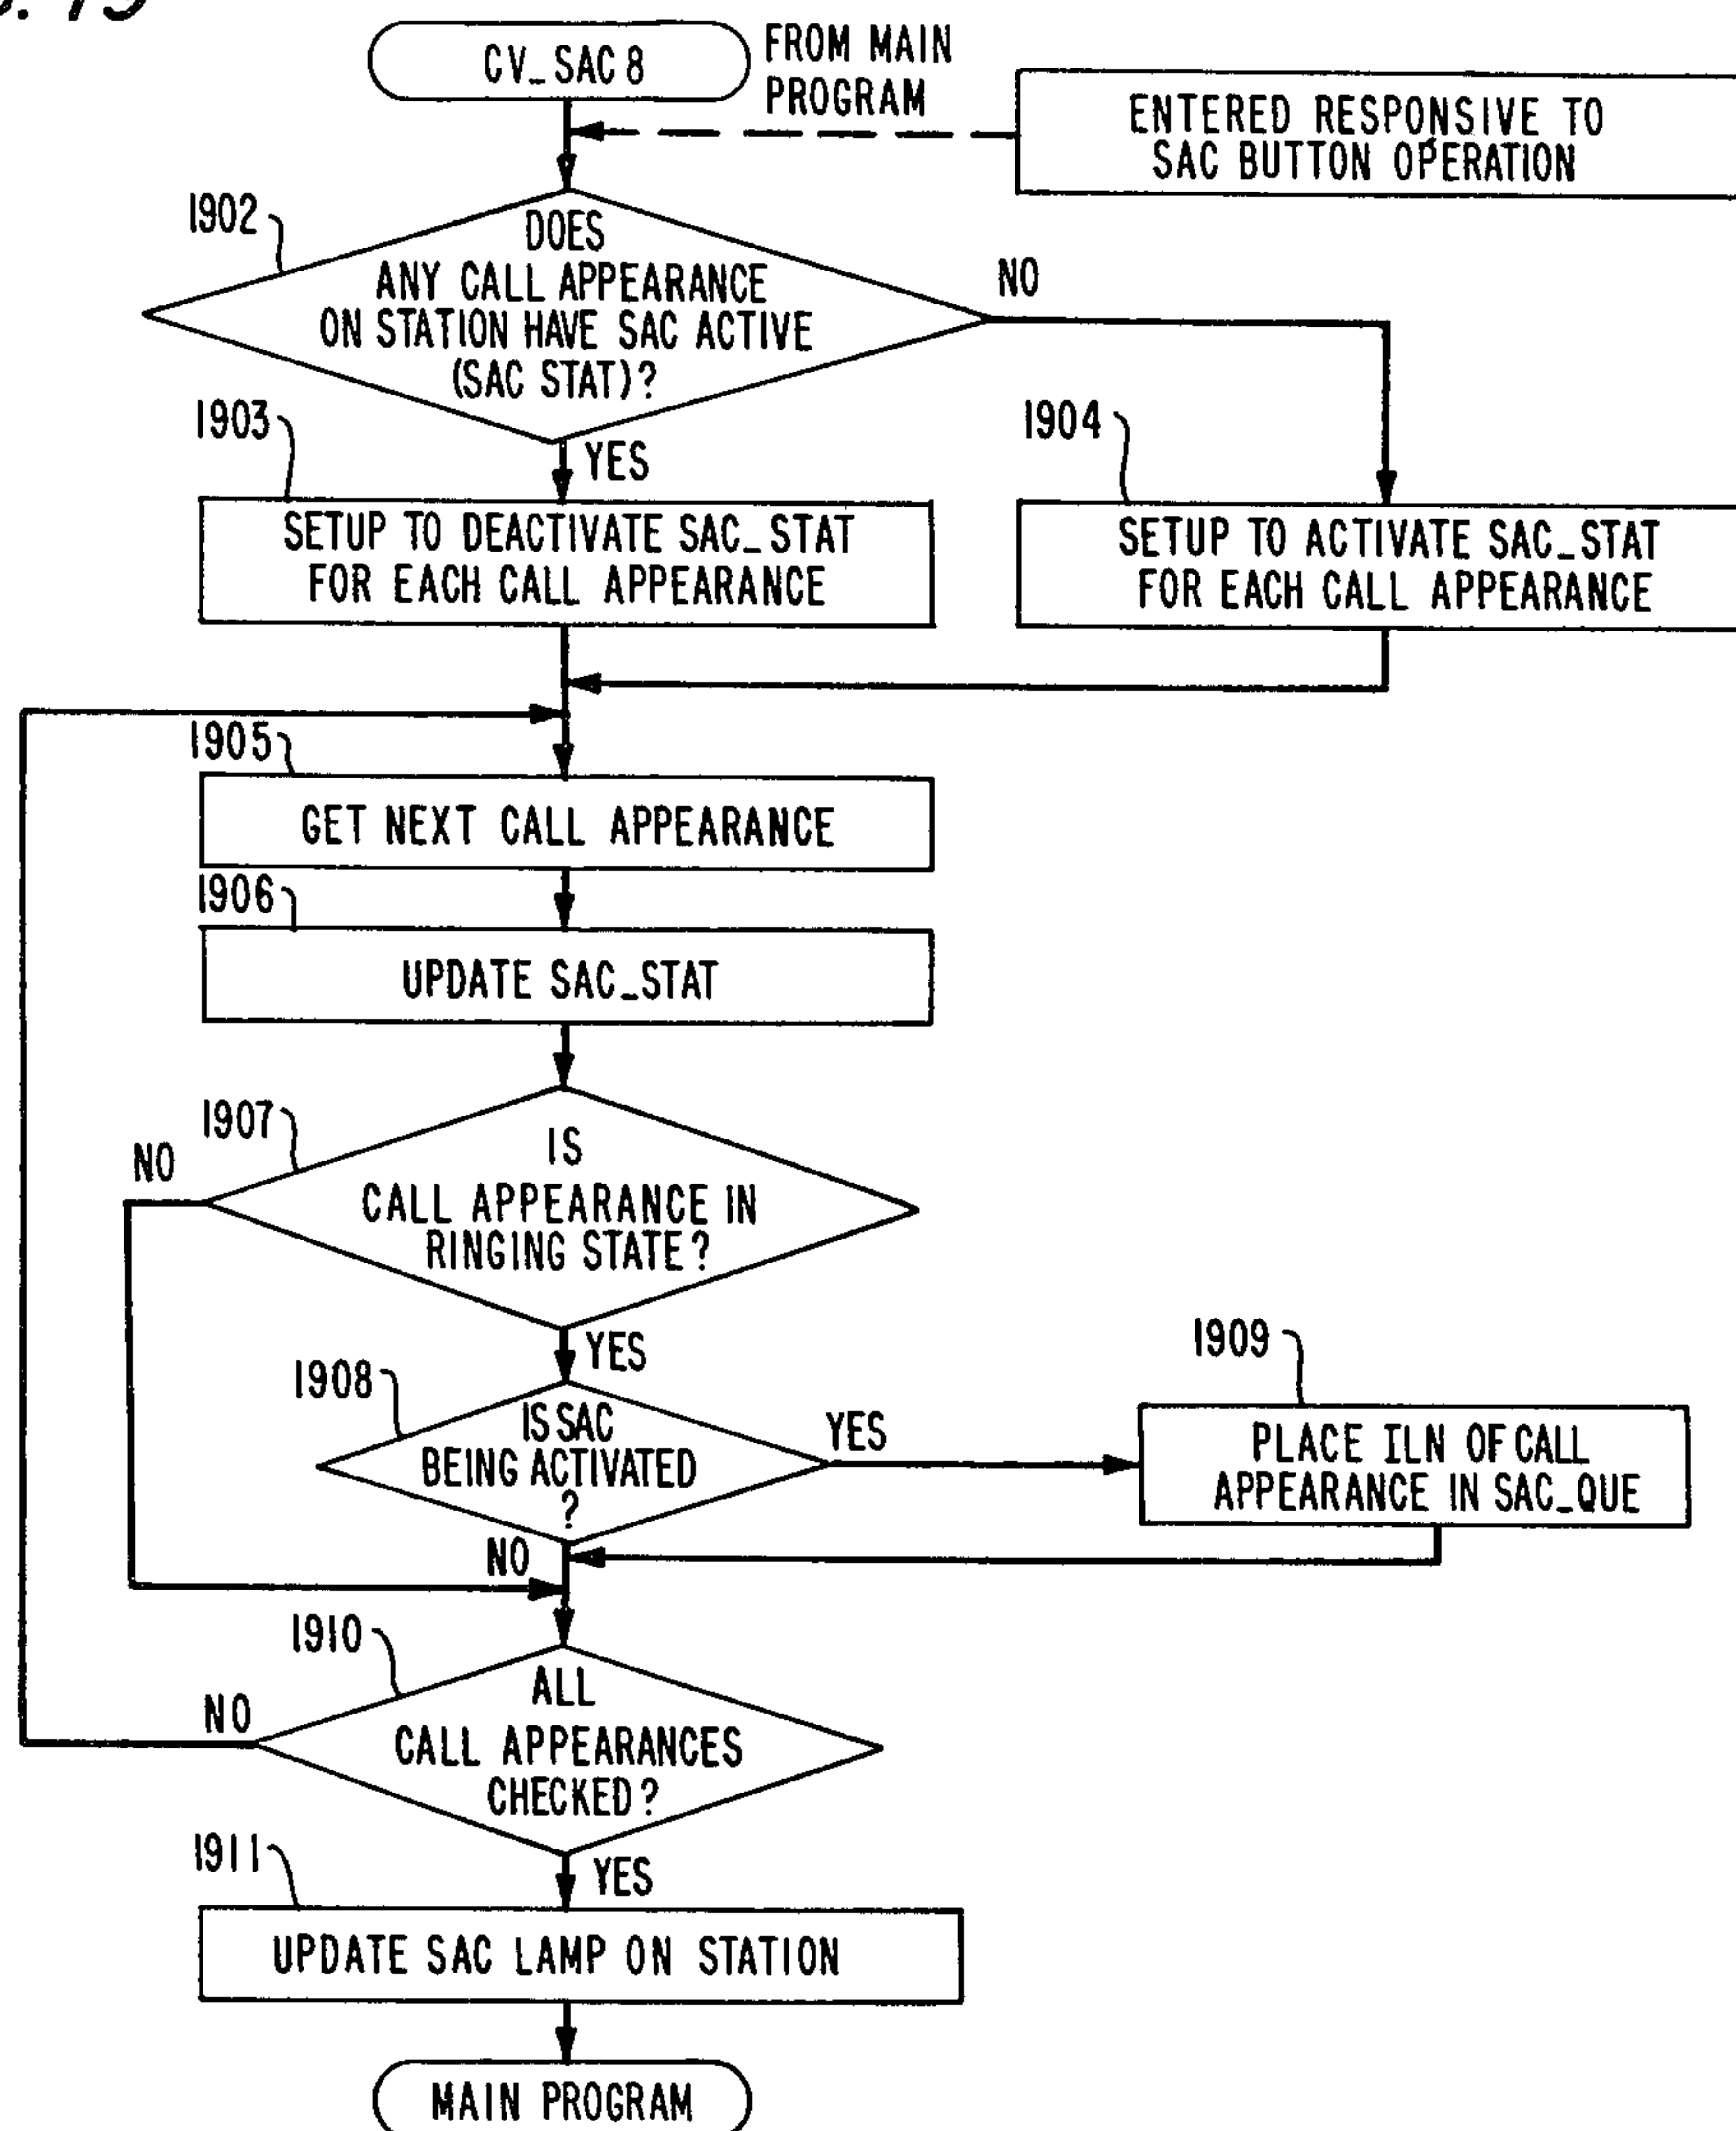 CV_SAC 8
FROM MAIN
PROGRAM
ENTERED RESPONSIVE TO
SAC BUTTON OPERATION
1902
DOES
ANY CALL APPEARANCE
ON STATION HAVE SAC ACTIVE
(SAC STAT)?
NO
1903
YES
1904
SETUP TO DEACTIVATE SAC_STAT
FOR EACH CALL APPEARANCE
SETUP TO ACTIVATE SAC_STAT
FOR EACH CALL APPEARANCE
1905
GET NEXT CALL APPEARANCE
1906
UPDATE SAC_STAT
1907
NO
IS
CALL APPEARANCE IN
RINGING STATE?
YES
1908
IS SAC
BEING ACTIVATED
?
YES
1909
PLACE ILN OF CALL
APPEARANCE IN SAC_QUE
NO
1910
NO
ALL
CALL APPEARANCES
CHECKED?
1911
YES
UPDATE SAC LAMP ON STATION
MAIN PROGRAM